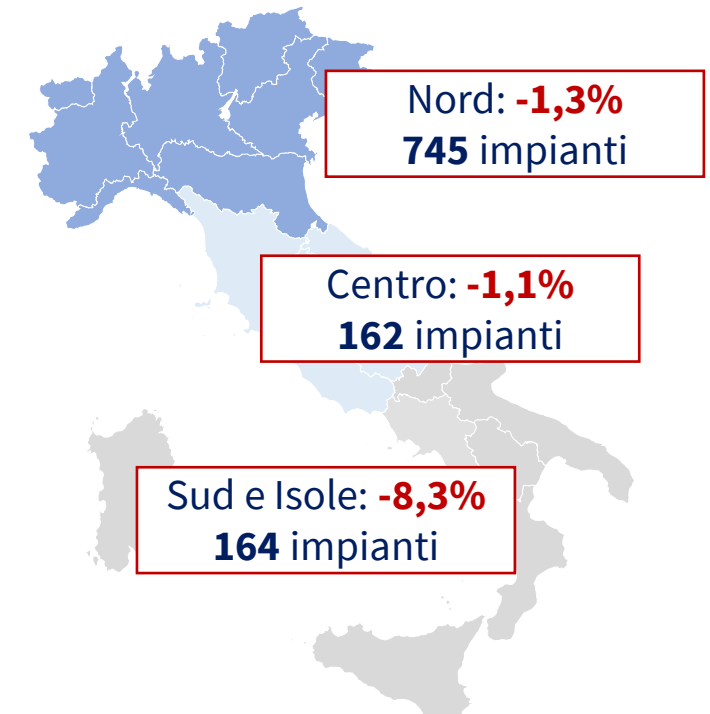 Nord: -1,3%
745 impianti
Centro: -1,1%
162 impianti
Sud e Isole: -8,3%
164 impianti